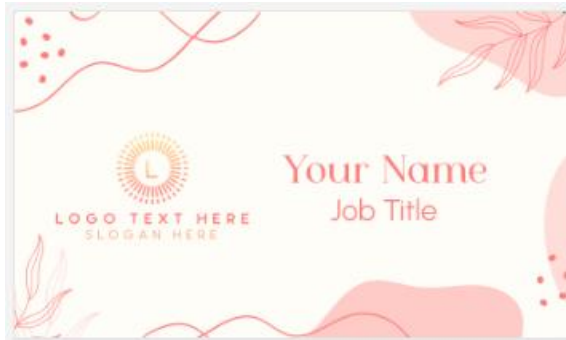 L
LOGO TEXT HERE
SLOGAN HERE
Your Name
Job Title